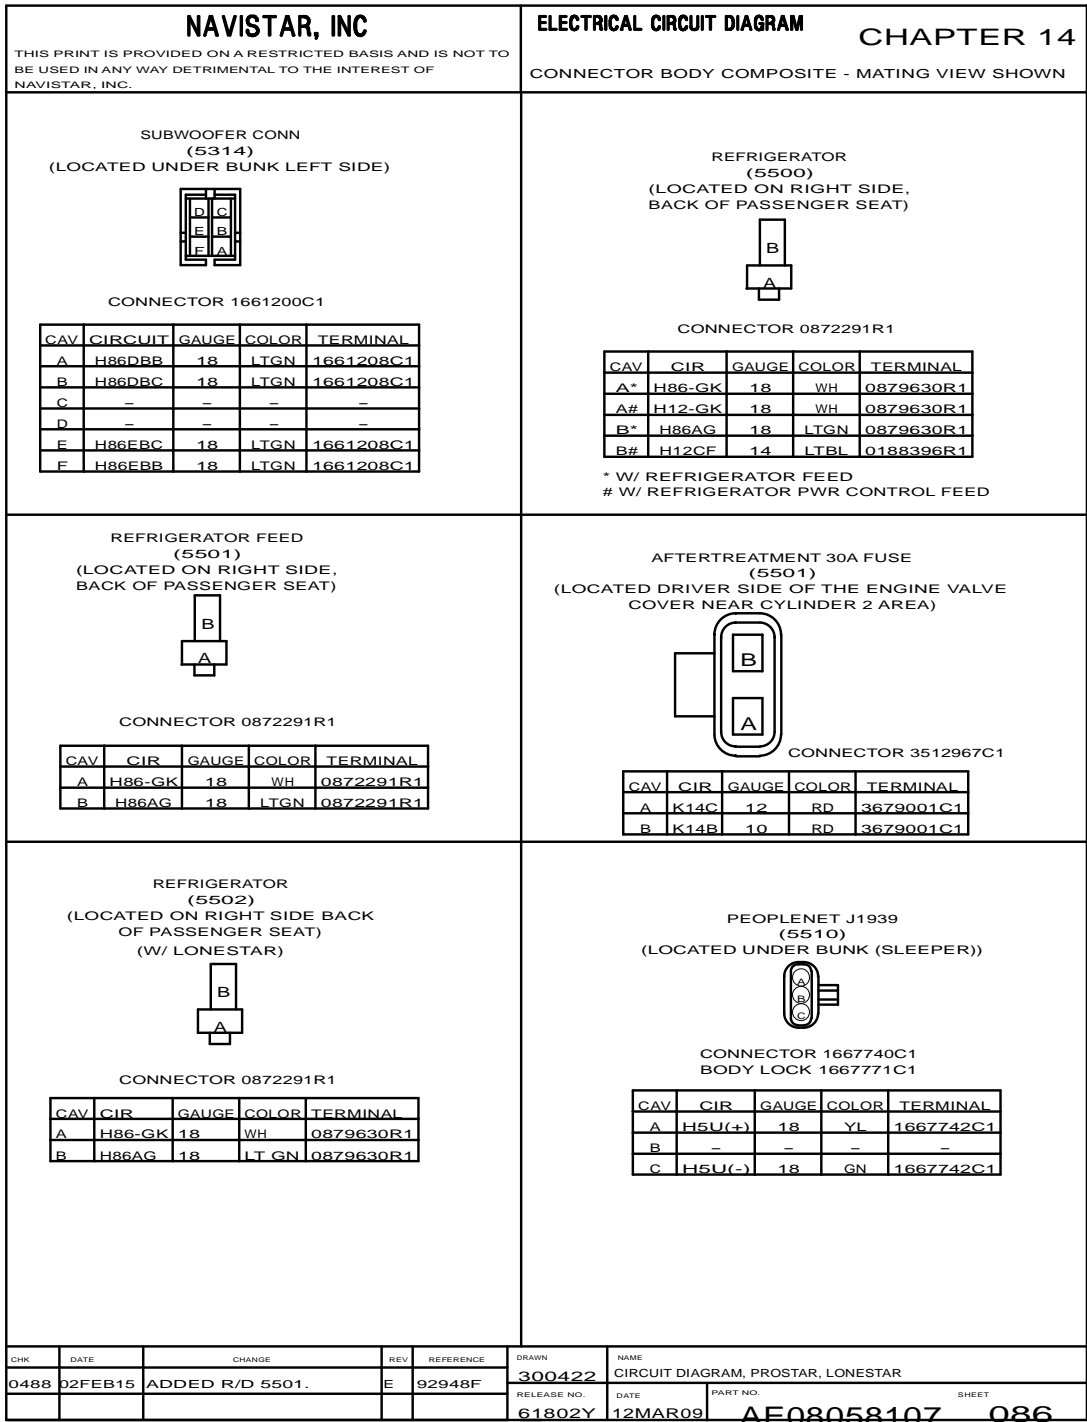 NAVISTAR, INC
THIS PRINT IS PROVIDED ON A RESTRICTED BASIS AND IS NOT TO
BE USED IN ANY WAY DETRIMENTAL TO THE INTEREST OF
NAVISTAR, INC.
ELECTRICAL CIRCUIT DIAGRAM
CHAPTER 14
CONNECTOR BODY COMPOSITE - MATING VIEW SHOWN
SUBWOOFER CONN
(5314)
(LOCATED UNDER BUNK LEFT SIDE)
D C
E B
F A
CONNECTOR 1661200C1
CAV CIRCUIT GAUGE COLOR TERMINAL
A H86DBB 18 LTGN 1661208C1
B H86DBC 18 LTGN 1661208C1
C – – – –
D – – – –
E H86EBC 18 LTGN 1661208C1
F H86EBB 18 LTGN 1661208C1
REFRIGERATOR
(5500)
(LOCATED ON RIGHT SIDE,
BACK OF PASSENGER SEAT)
B
A
CONNECTOR 0872291R1
CAV CIR GAUGE COLOR TERMINAL
A* H86-GK 18 WH 0879630R1
A# H12-GK 18 WH 0879630R1
B* H86AG 18 LTGN 0879630R1
B# H12CF 14 LTBL 0188396R1
* W/ REFRIGERATOR FEED
# W/ REFRIGERATOR PWR CONTROL FEED
REFRIGERATOR FEED
(5501)
(LOCATED ON RIGHT SIDE,
BACK OF PASSENGER SEAT)
B
A
CONNECTOR 0872291R1
CAV CIR GAUGE COLOR TERMINAL
A H86-GK 18 WH 0872291R1
B H86AG 18 LTGN 0872291R1
AFTERTREATMENT 30A FUSE
(5501)
(LOCATED DRIVER SIDE OF THE ENGINE VALVE
COVER NEAR CYLINDER 2 AREA)
B
A
CONNECTOR 3512967C1
CAV CIR GAUGE COLOR TERMINAL
A K14C 12 RD 3679001C1
B K14B 10 RD 3679001C1
REFRIGERATOR
(5502)
(LOCATED ON RIGHT SIDE BACK
OF PASSENGER SEAT)
(W/ LONESTAR)
B
A
CONNECTOR 0872291R1
CAV CIR GAUGE COLOR TERMINAL
A H86-GK 18 WH 0879630R1
B H86AG 18 LT GN 0879630R1
PEOPLENET J1939
(5510)
(LOCATED UNDER BUNK (SLEEPER))
A
B
C
CONNECTOR 1667740C1
BODY LOCK 1667771C1
CAV CIR GAUGE COLOR TERMINAL
A H5U(+) 18 YL 1667742C1
B – – – –
C H5U(-) 18 GN 1667742C1
CHK DATE CHANGE REV REFERENCE
0488 02FEB15 ADDED R/D 5501. E 92948F
DRAWN NAME
300422 CIRCUIT DIAGRAM, PROSTAR, LONESTAR
RELEASE NO. DATE PART NO. SHEET
61802Y 12MAR09 AE08058107 086